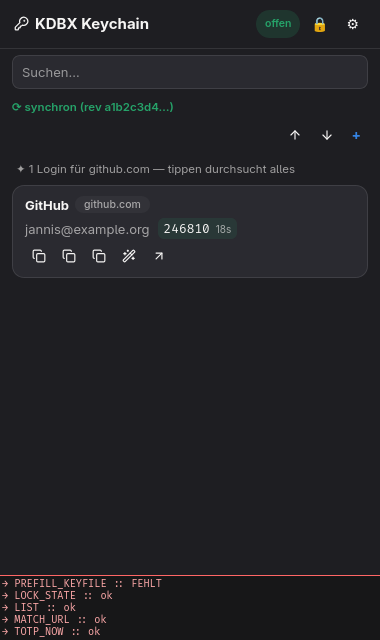 KDBX Keychain offen
Suchen…
⟳ synchron (rev a1b2c3d4…)
↑ ↓ +
✦ 1 Login für github.com — tippen durchsucht alles
GitHub github.com
jannis@example.org 246810 18s
→ PREFILL_KEYFILE :: FEHLT
→ LOCK_STATE :: ok
→ LIST :: ok
→ MATCH_URL :: ok
→ TOTP_NOW :: ok